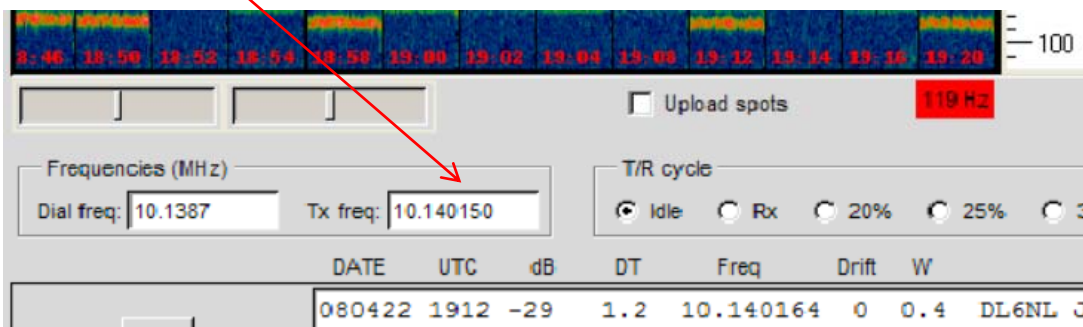 8:46 18:50 18:52 18:54 18:58 19:00 19:02 19:04 19:08 19:12 19:14 19:16 19:20
100
Upload spots 119 Hz
Frequencies (MHz) T/R cycle
Dial freq: 10.1387 Tx freq: 10.140150 Idle Rx 20% 25%
DATE UTC dB DT Freq Drift W
080422 1912 -29 1.2 10.140164 0 0.4 DL6NL